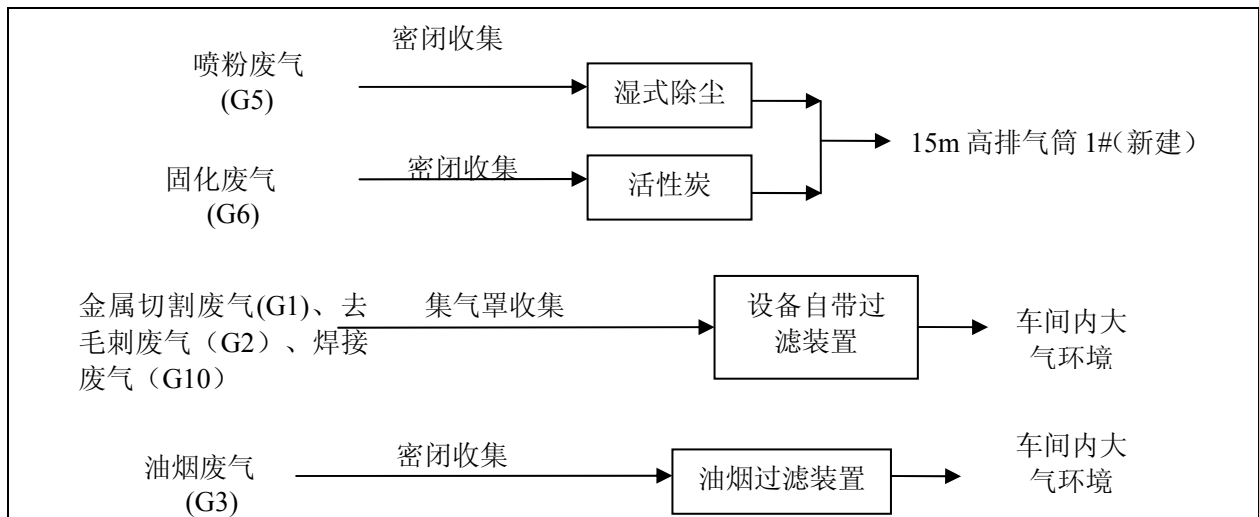 密闭收集
喷粉废气
(G5)
湿式除尘
15m 高排气筒 1#（新建）
密闭收集
固化废气
(G6)
活性炭
金属切割废气(G1)、去
毛刺废气（G2）、焊接
废气（G10）
集气罩收集
设备自带过
滤装置
车间内大
气环境
油烟废气
(G3)
密闭收集
油烟过滤装置
车间内大
气环境